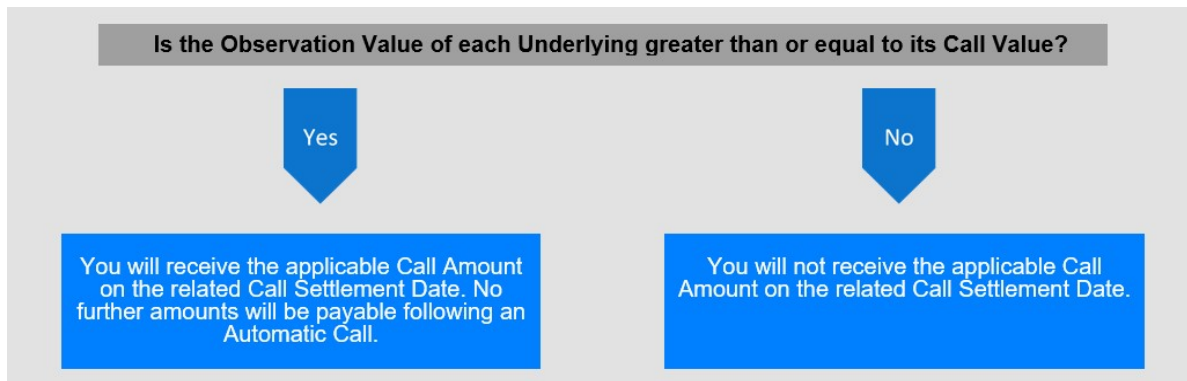 Is the Observation Value of each Underlying greater than or equal to its Call Value?
Yes
No
You will receive the applicable Call Amount
on the related Call Settlement Date. No
further amounts will be payable following an
Automatic Call.
You will not receive the applicable Call
Amount on the related Call Settlement Date.